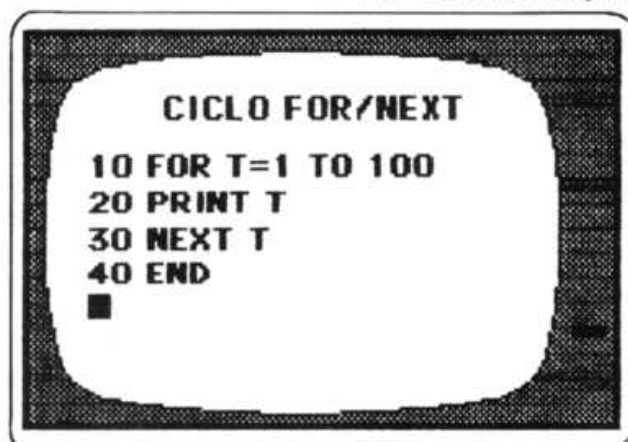 CICLO FOR/NEXT
10 FOR T=1 TO 100
20 PRINT T
30 NEXT T
40 END